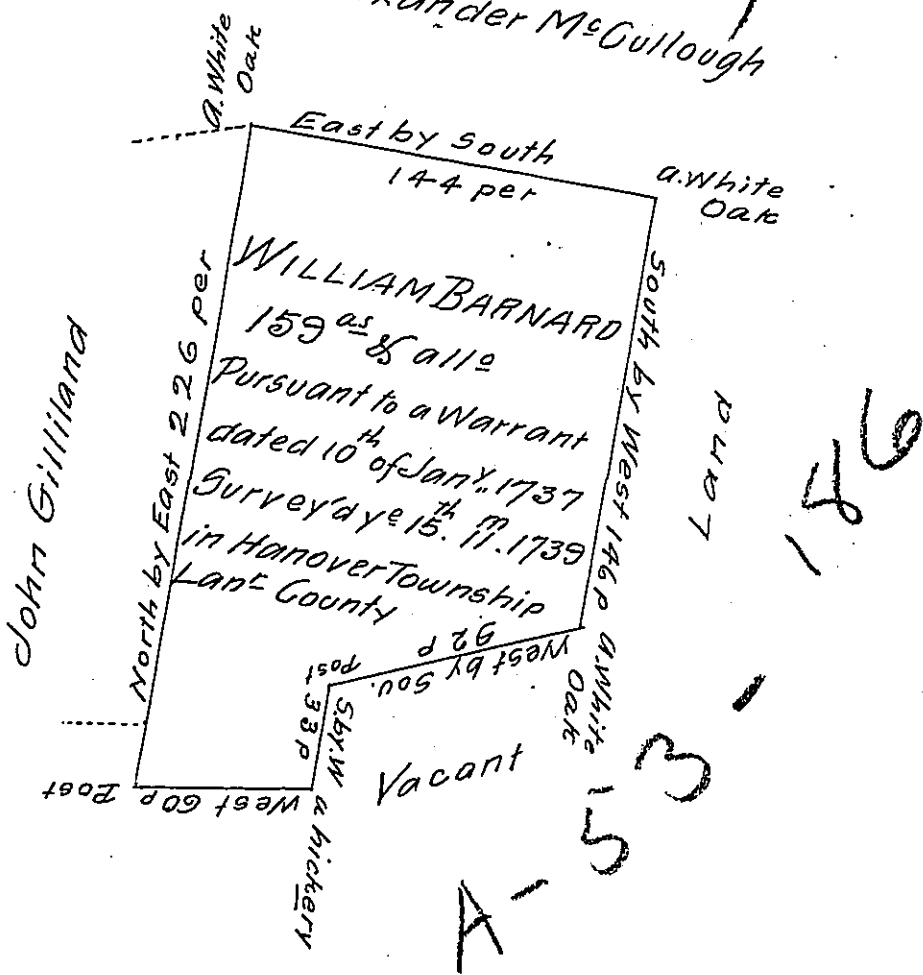 McCullough
a. White
Oak
East by South
144 per
a. White
Oak
WILLIAM BARNARD
159 as & allo
Pursuant to a Warrant
dated 10th of Jany. 1737
Survey'd ye 15th. 11.m 1739
in Hanover Township
Lanr County
John Gilliland
North by East 226 per
South by West 146 p a. White
Oak
Land
West by Sou. 92 P
Post
33 p
S.by.W a hickery
West 60 p Post
Vacant
A-53-186